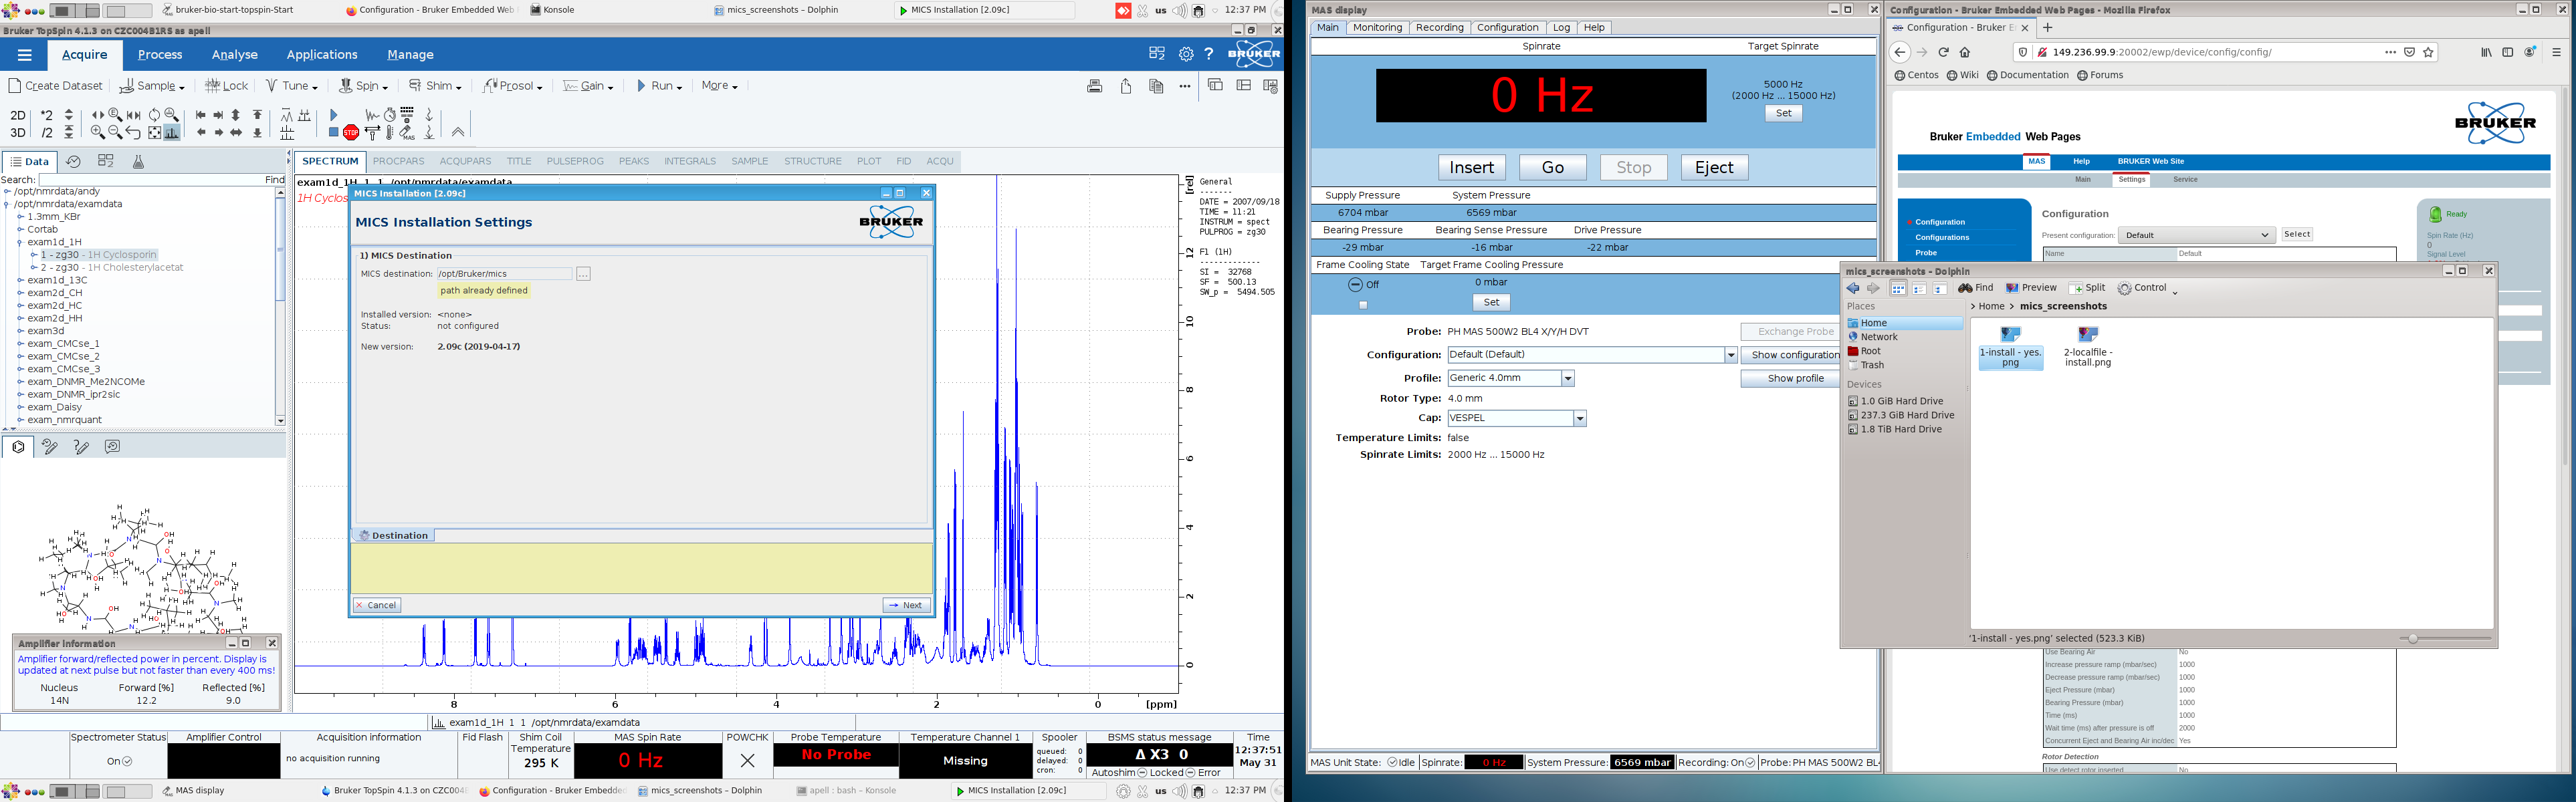 bruker-bio-start-topspin-Start
Configuration - Bruker Embedded Web
Konsole
mics_screenshots – Dolphin
MICS Installation [2.09c]
us
12:37 PM
Bruker TopSpin 4.1.3 on CZC004B1RS as apell
Acquire
Process
Analyse
Applications
Manage
BRUKER
Create Dataset
Sample
Lock
Tune
Spin
Shim
Prosol
Gain
Run
More
2D
*2
3D
/2
STOP
MAS
Data
Search:
Find
/opt/nmrdata/andy
/opt/nmrdata/examdata
1.3mm_KBr
Cortab
exam1d_1H
1 - zg30 - 1H Cyclosporin
2 - zg30 - 1H Cholesterylacetat
exam1d_13C
exam2d_CH
exam2d_HC
exam2d_HH
exam3d
exam_CMCse_1
exam_CMCse_2
exam_CMCse_3
exam_DNMR_Me2NCOMe
exam_DNMR_ipr2sic
exam_Daisy
exam_nmrquant
SPECTRUM
PROCPARS
ACQUPARS
TITLE
PULSEPROG
PEAKS
INTEGRALS
SAMPLE
STRUCTURE
PLOT
FID
ACQU
exam1d_1H 1 1 /opt/nmrdata/examdata
1H Cyclos
MICS Installation [2.09c]
MICS Installation Settings
BRUKER
1) MICS Destination
MICS destination:
/opt/Bruker/mics
...
path already defined
Installed version: <none>
Status: not configured
New version: 2.09c (2019-04-17)
Destination
Cancel
Next
[rel]
12
10
8
6
4
2
0
General
-------
DATE = 2007/09/18
TIME = 11:21
INSTRUM = spect
PULPROG = zg30
F1 (1H)
-------------
SI = 32768
SF = 500.13
SW_p = 5494.505
8
6
4
2
0
[ppm]
Amplifier information
Amplifier forward/reflected power in percent. Display is
updated at next pulse but not faster than every 400 ms!
Nucleus
Forward [%]
Reflected [%]
14N
12.2
9.0
exam1d_1H 1 1 /opt/nmrdata/examdata
Spectrometer Status
On
Amplifier Control
Acquisition information
no acquisition running
Fid Flash
Shim Coil
Temperature
295 K
MAS Spin Rate
0 Hz
POWCHK
Probe Temperature
No Probe
Temperature Channel 1
Missing
Spooler
queued: 0
delayed: 0
cron: 0
BSMS status message
Δ X3 0
Autoshim
Locked
Error
Time
12:37:51
May 31
MAS display
Bruker TopSpin 4.1.3 on CZC004
Configuration - Bruker Embedded
mics_screenshots – Dolphin
apell : bash – Konsole
MICS Installation [2.09c]
us
12:37 PM
MAS display
Main
Monitoring
Recording
Configuration
Log
Help
Spinrate
Target Spinrate
0 Hz
5000 Hz
(2000 Hz ... 15000 Hz)
Set
Insert
Go
Stop
Eject
Supply Pressure
System Pressure
6704 mbar
6569 mbar
Bearing Pressure
Bearing Sense Pressure
Drive Pressure
-29 mbar
-16 mbar
-22 mbar
Frame Cooling State
Target Frame Cooling Pressure
Off
0 mbar
Set
Probe: PH MAS 500W2 BL4 X/Y/H DVT
Exchange Probe
Configuration: Default (Default)
Show configuration
Profile: Generic 4.0mm
Show profile
Rotor Type: 4.0 mm
Cap: VESPEL
Temperature Limits: false
Spinrate Limits: 2000 Hz ... 15000 Hz
MAS Unit State: Idle
Spinrate: 0 Hz
System Pressure: 6569 mbar
Recording: On
Probe: PH MAS 500W2 BL4
Configuration - Bruker Embedded Web Pages - Mozilla Firefox
Configuration - Bruker E
149.236.99.9:20002/ewp/device/config/config/
Centos
Wiki
Documentation
Forums
Bruker Embedded Web Pages
BRUKER
MAS
Help
BRUKER Web Site
Main
Settings
Service
Configuration
Configurations
Probe
Configuration
Present configuration: Default
Select
Name
Default
Ready
Spin Rate (Hz)
0
Signal Level
mics_screenshots – Dolphin
Find
Preview
Split
Control
Places
Home
Network
Root
Trash
Devices
1.0 GiB Hard Drive
237.3 GiB Hard Drive
1.8 TiB Hard Drive
> Home > mics_screenshots
1-install - yes.
png
2-localfile -
install.png
'1-install - yes.png' selected (523.3 KiB)
Use Bearing Air No
Increase pressure ramp (mbar/sec) 1000
Decrease pressure ramp (mbar/sec) 1000
Eject Pressure (mbar) 1000
Bearing Pressure (mbar) 1000
Time (ms) 1000
Wait time (ms) after pressure is off 2000
Concurrent Eject and Bearing Air inc/dec Yes
Rotor Detection
Use detect rotor inserted No